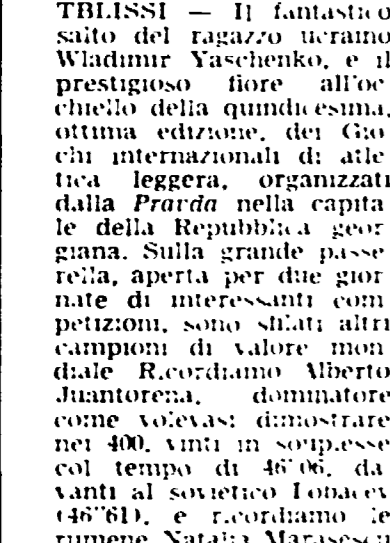 TBLISSI — Il fantastico
salto del ragazzo ucraino
Wladimir Yaschenko, e il
prestigioso fiore all'oc
chiello della quindicesima,
ottima edizione, dei Gio
chi internazionali di atle
tica leggera, organizzati
dalla Pravda nella capita
le della Repubblica geor
giana. Sulla grande passe
rella, aperta per due gior
nate di interessanti com
petizioni, sono sfilati altri
campioni di valore mon
diale Ricordiamo Alberto
Juantorena, dominatore
come volevasi dimostrare
nei 400, vinti in souplesse
col tempo di 46"06, da
vanti al sovietico Lobacev
(46"61), e ricordiamo le
rumene Natalia Marasescu